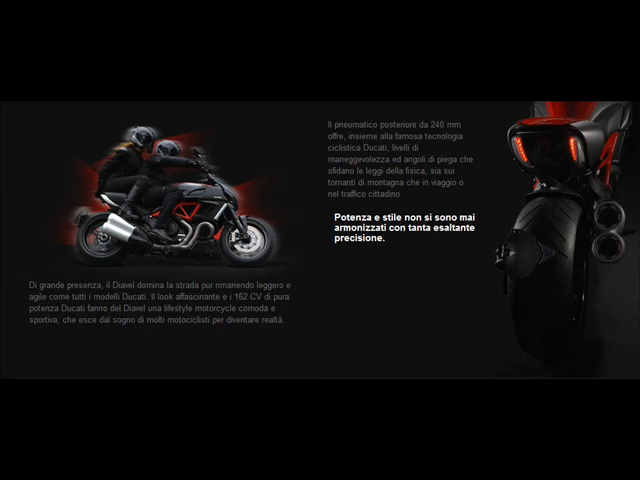 Il pneumatico posteriore da 240 mm
offre, insieme alla famosa tecnologia
ciclistica Ducati, livelli di
maneggevolezza ed angoli di piega che
sfidano le leggi della fisica, sia sui
tornanti di montagna che in viaggio o
nel traffico cittadino.
Potenza e stile non si sono mai
armonizzati con tanta esaltante
precisione.
Di grande presenza, il Diavel domina la strada pur rimanendo leggero e
agile come tutti i modelli Ducati. Il look affascinante e i 162 CV di pura
potenza Ducati fanno del Diavel una lifestyle motorcycle comoda e
sportiva, che esce dal sogno di molti motociclisti per diventare realtà.